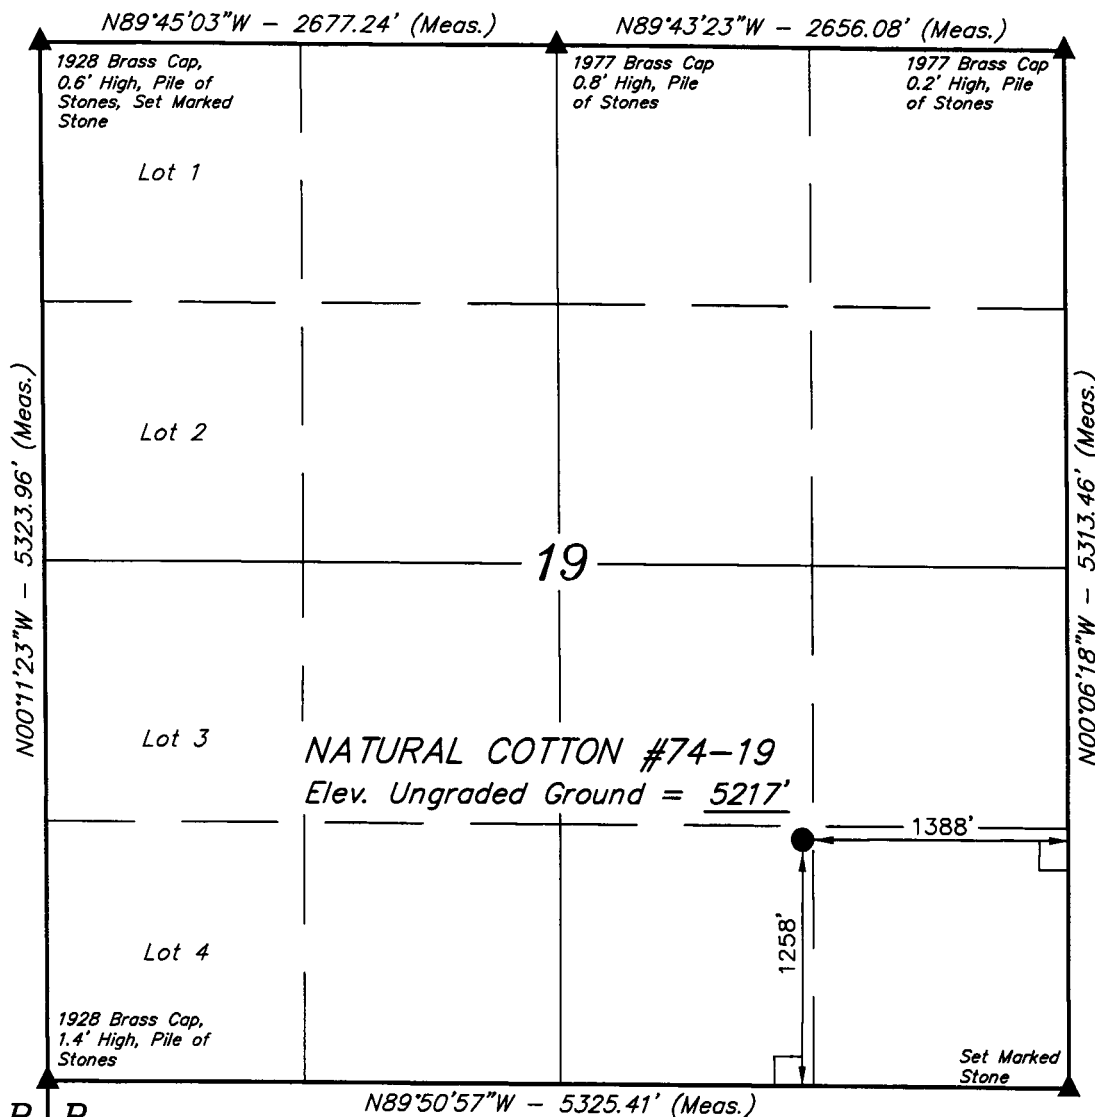 N89°45'03"W - 2677.24' (Meas.)
N89°43'23"W - 2656.08' (Meas.)
1928 Brass Cap,
0.6' High, Pile of
Stones, Set Marked
Stone
1977 Brass Cap
0.8' High, Pile
of Stones
1977 Brass Cap
0.2' High, Pile
of Stones
Lot 1
N00°11'23"W - 5323.96' (Meas.)
Lot 2
N00°06'18"W - 5313.46' (Meas.)
19
Lot 3
NATURAL COTTON #74-19
Elev. Ungraded Ground = 5217'
1388'
1258'
Lot 4
1928 Brass Cap,
1.4' High, Pile of
Stones
Set Marked
Stone
N89°50'57"W - 5325.41' (Meas.)
R R